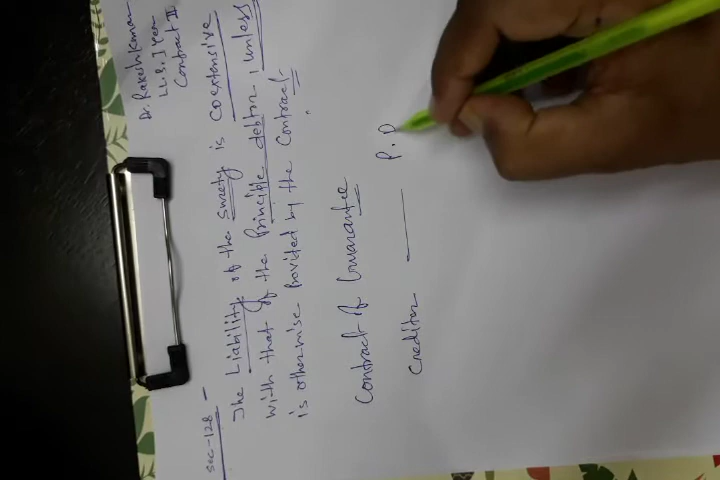 Dr. Rakesh Kumar
LL.B. I Year
Contract II
Sec-128 -
The Liability of the surety is coextensive
with that of the Principle debtor, unless
is otherwise Provided by the Contract
Contract of Guarantee
Creditor — P.D